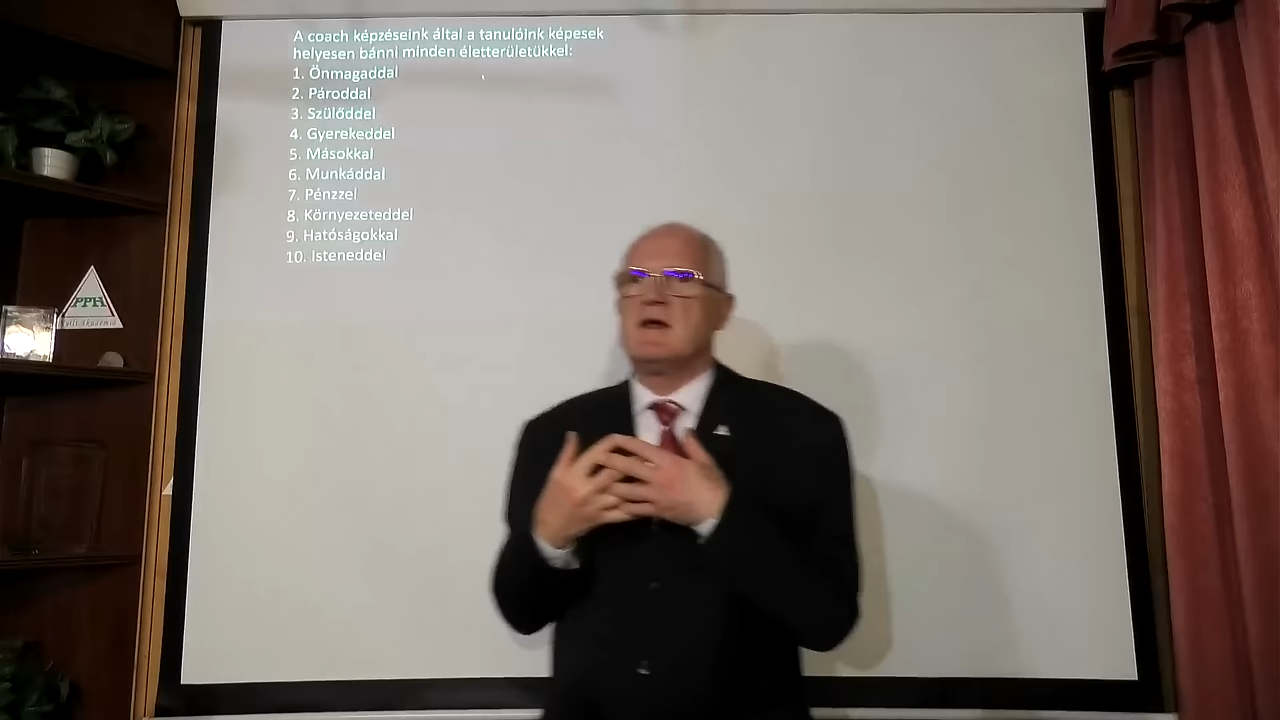 A coach képzéseink által a tanulóink képesek
helyesen bánni minden életterületükkel:
1. Önmagaddal
2. Pároddal
3. Szülőddel
4. Gyerekeddel
5. Másokkal
6. Munkáddal
7. Pénzzel
8. Környezeteddel
9. Hatóságokkal
10. Isteneddel
PPH
Akadémia